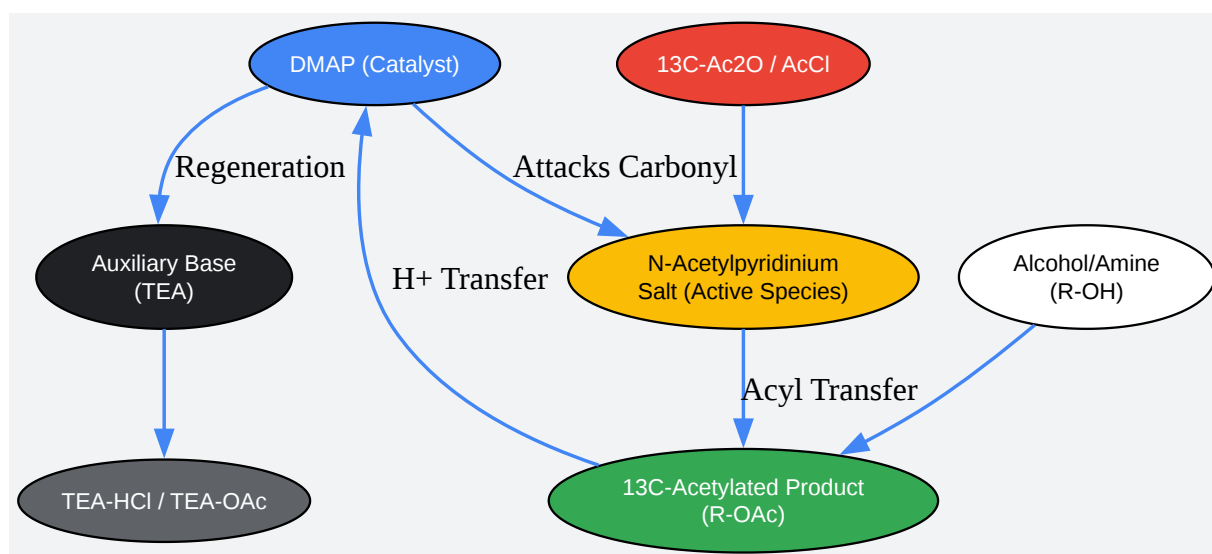 DMAP (Catalyst)
13C-Ac2O / AcCl
Regeneration
Attacks Carbonyl
Auxiliary Base
(TEA)
H+ Transfer
N-Acetylpyridinium
Salt (Active Species)
Alcohol/Amine
(R-OH)
Acyl Transfer
TEA-HCl / TEA-OAc
13C-Acetylated Product
(R-OAc)